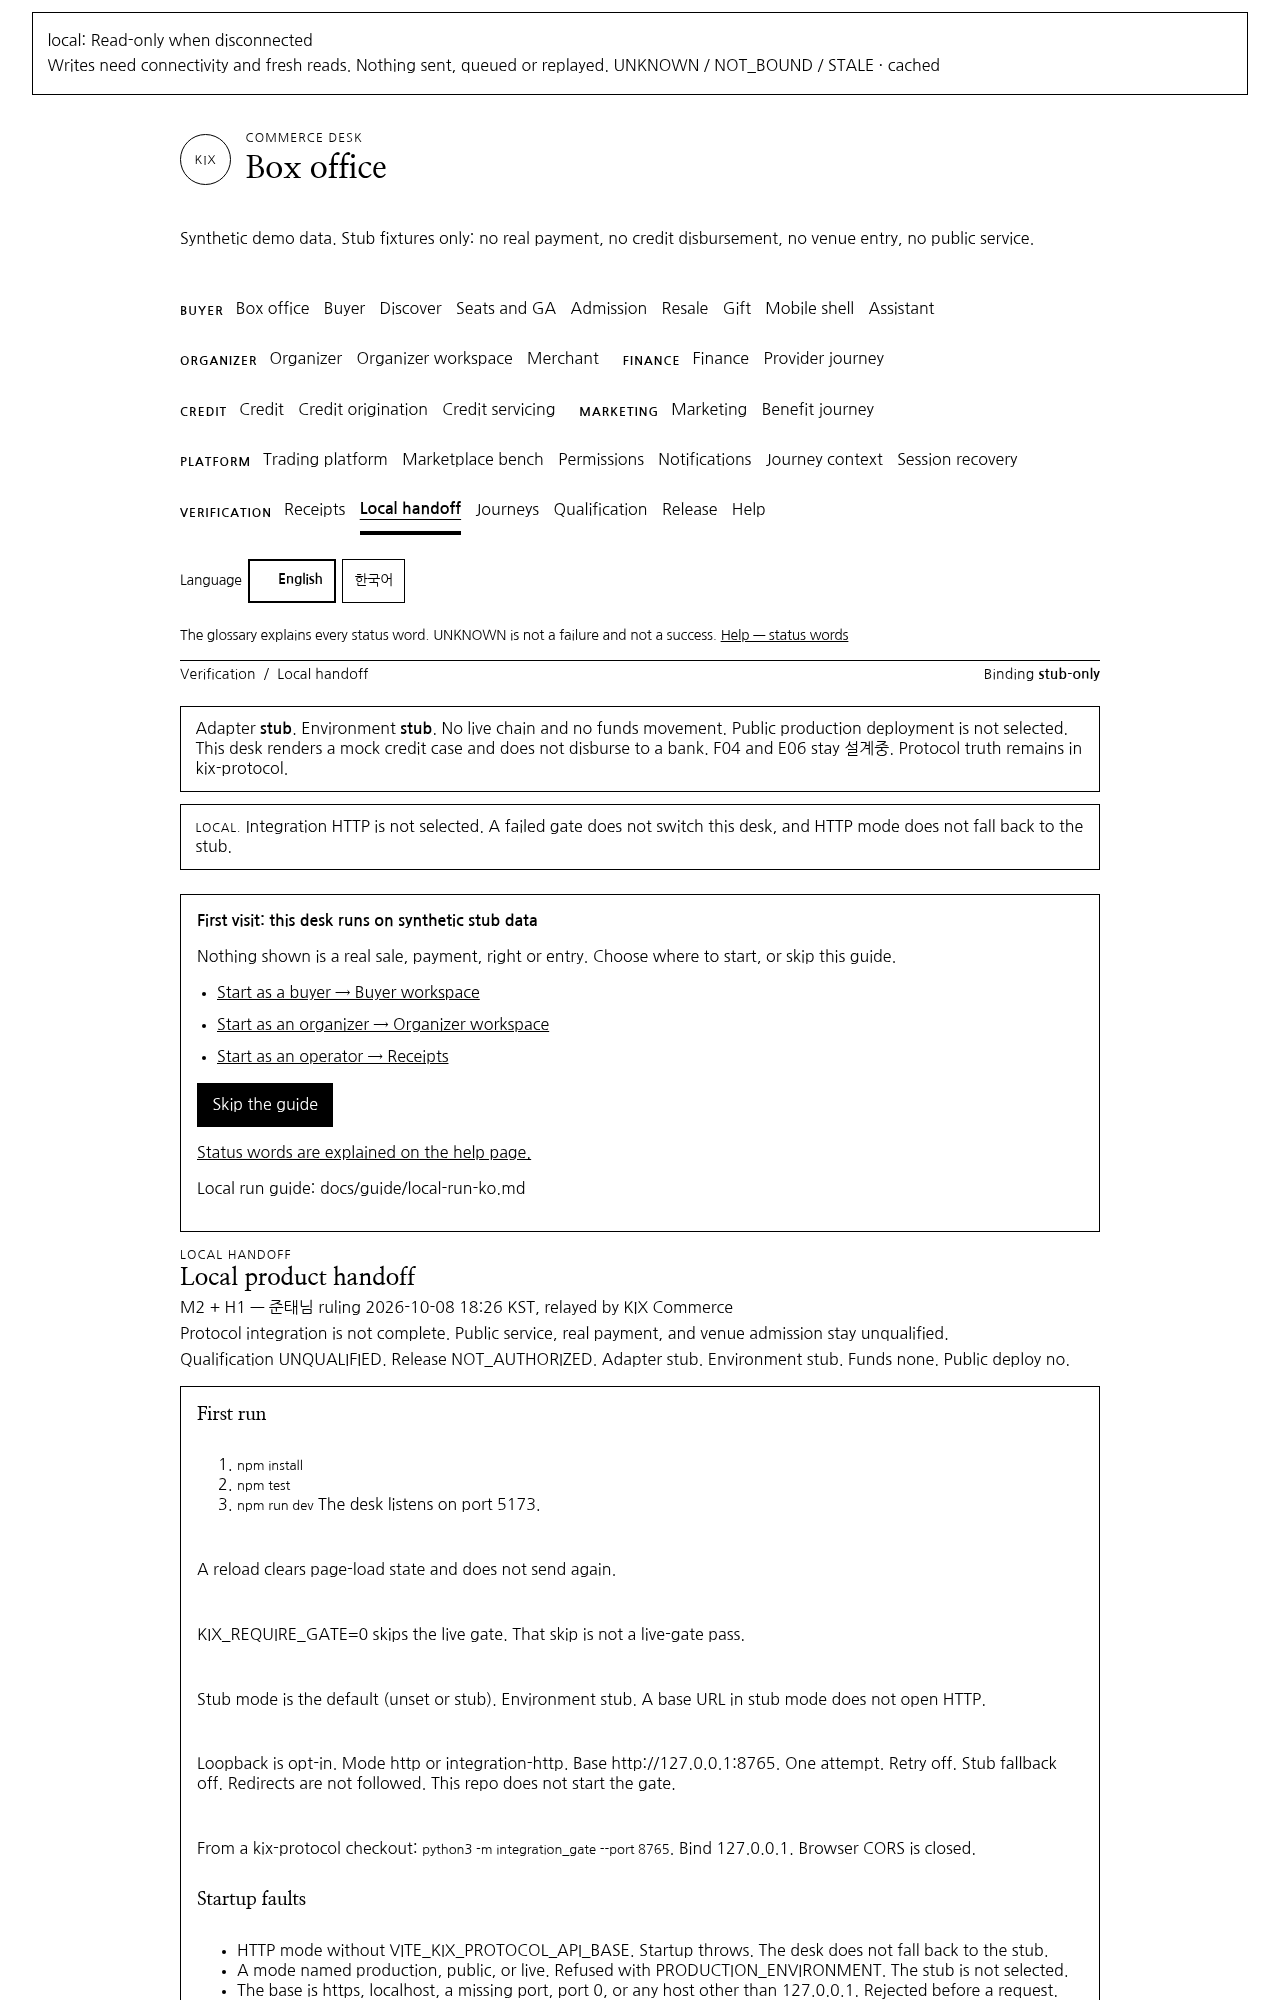 local: Read-only when disconnected
Writes need connectivity and fresh reads. Nothing sent, queued or replayed. UNKNOWN / NOT_BOUND / STALE · cached
KIX
COMMERCE DESK
Box office
Synthetic demo data. Stub fixtures only: no real payment, no credit disbursement, no venue entry, no public service.
BUYER Box office Buyer Discover Seats and GA Admission Resale Gift Mobile shell Assistant
ORGANIZER Organizer Organizer workspace Merchant FINANCE Finance Provider journey
CREDIT Credit Credit origination Credit servicing MARKETING Marketing Benefit journey
PLATFORM Trading platform Marketplace bench Permissions Notifications Journey context Session recovery
VERIFICATION Receipts Local handoff Journeys Qualification Release Help
Language English 한국어
The glossary explains every status word. UNKNOWN is not a failure and not a success. Help — status words
Verification / Local handoff Binding stub-only
Adapter stub. Environment stub. No live chain and no funds movement. Public production deployment is not selected.
This desk renders a mock credit case and does not disburse to a bank. F04 and E06 stay 설계중. Protocol truth remains in
kix-protocol.
LOCAL. Integration HTTP is not selected. A failed gate does not switch this desk, and HTTP mode does not fall back to the
stub.
First visit: this desk runs on synthetic stub data
Nothing shown is a real sale, payment, right or entry. Choose where to start, or skip this guide.
• Start as a buyer → Buyer workspace
• Start as an organizer → Organizer workspace
• Start as an operator → Receipts
Skip the guide
Status words are explained on the help page.
Local run guide: docs/guide/local-run-ko.md
LOCAL HANDOFF
Local product handoff
M2 + H1 — 준태님 ruling 2026-10-08 18:26 KST, relayed by KIX Commerce
Protocol integration is not complete. Public service, real payment, and venue admission stay unqualified.
Qualification UNQUALIFIED. Release NOT_AUTHORIZED. Adapter stub. Environment stub. Funds none. Public deploy no.
First run
1. npm install
2. npm test
3. npm run dev The desk listens on port 5173.
A reload clears page-load state and does not send again.
KIX_REQUIRE_GATE=0 skips the live gate. That skip is not a live-gate pass.
Stub mode is the default (unset or stub). Environment stub. A base URL in stub mode does not open HTTP.
Loopback is opt-in. Mode http or integration-http. Base http://127.0.0.1:8765. One attempt. Retry off. Stub fallback
off. Redirects are not followed. This repo does not start the gate.
From a kix-protocol checkout: python3 -m integration_gate --port 8765. Bind 127.0.0.1. Browser CORS is closed.
Startup faults
• HTTP mode without VITE_KIX_PROTOCOL_API_BASE. Startup throws. The desk does not fall back to the stub.
• A mode named production, public, or live. Refused with PRODUCTION_ENVIRONMENT. The stub is not selected.
• The base is https, localhost, a missing port, port 0, or any host other than 127.0.0.1. Rejected before a request.